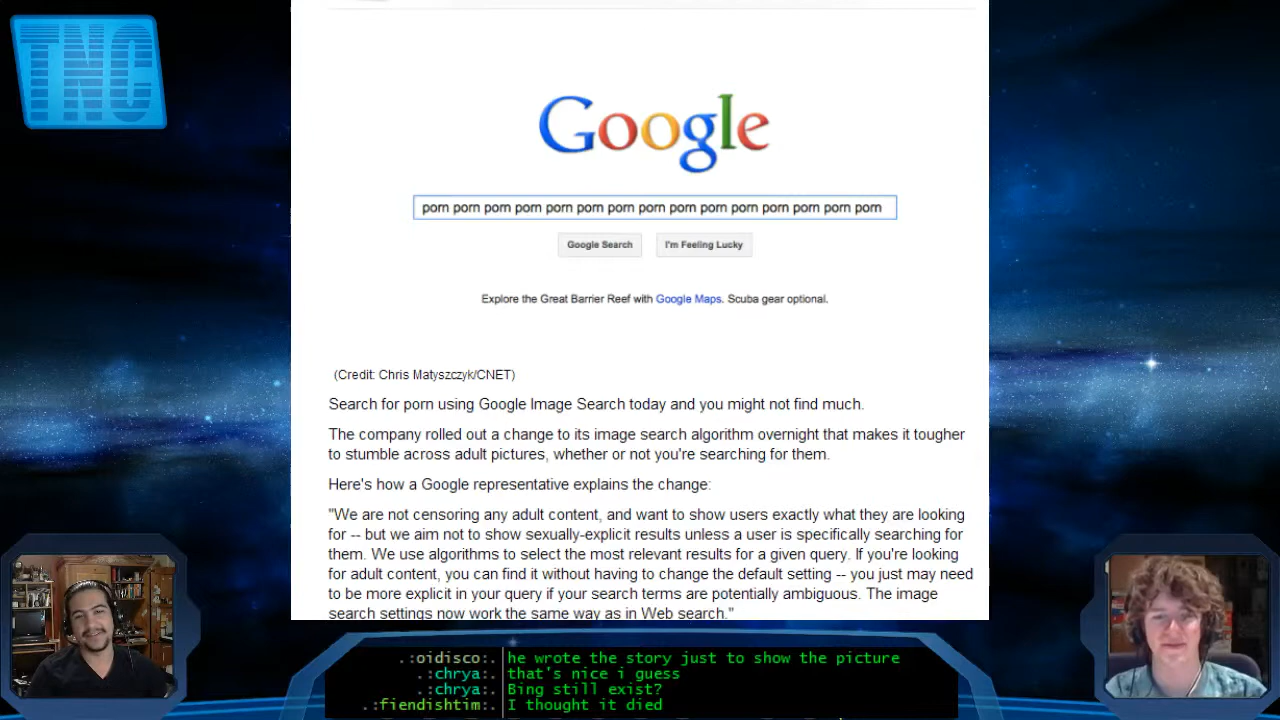 TNC
Google
porn porn porn porn porn porn porn porn porn porn porn porn porn porn porn
Google Search
I'm Feeling Lucky
Explore the Great Barrier Reef with Google Maps. Scuba gear optional.
(Credit: Chris Matyszczyk/CNET)
Search for porn using Google Image Search today and you might not find much.
The company rolled out a change to its image search algorithm overnight that makes it tougher
to stumble across adult pictures, whether or not you're searching for them.
Here's how a Google representative explains the change:
"We are not censoring any adult content, and want to show users exactly what they are looking
for -- but we aim not to show sexually-explicit results unless a user is specifically searching for
them. We use algorithms to select the most relevant results for a given query. If you're looking
for adult content, you can find it without having to change the default setting -- you just may need
to be more explicit in your query if your search terms are potentially ambiguous. The image
search settings now work the same way as in Web search."
.:oidisco:. he wrote the story just to show the picture
.:chrya:. that's nice i guess
.:chrya:. Bing still exist?
.:fiendishtim:. I thought it died